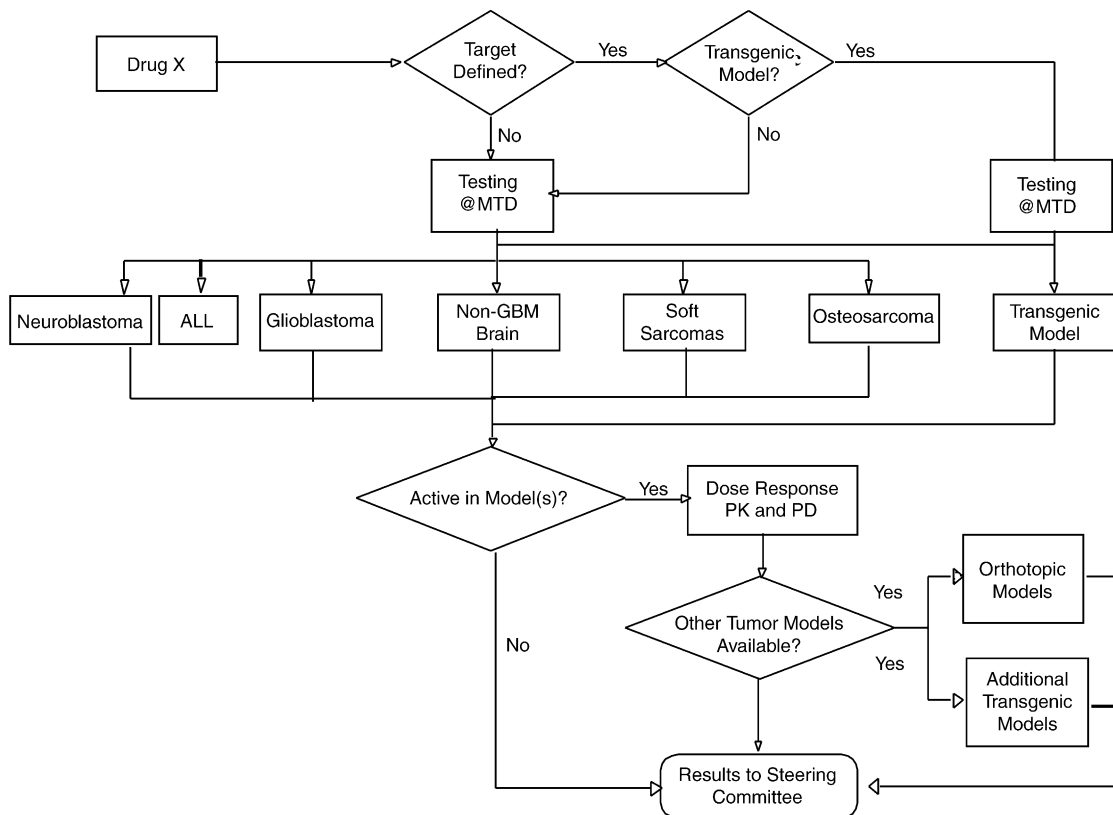 Drug X
Target
Defined?
Yes
Transgenic
Model?
Yes
No
No
Testing
@MTD
Testing
@MTD
Neuroblastoma
ALL
Glioblastoma
Non-GBM
Brain
Soft
Sarcomas
Osteosarcoma
Transgenic
Model
Active in Model(s)?
Yes
Dose Response
PK and PD
No
Other Tumor Models
Available?
Yes
Yes
Orthotopic
Models
Additional
Transgenic
Models
Results to Steering
Committee